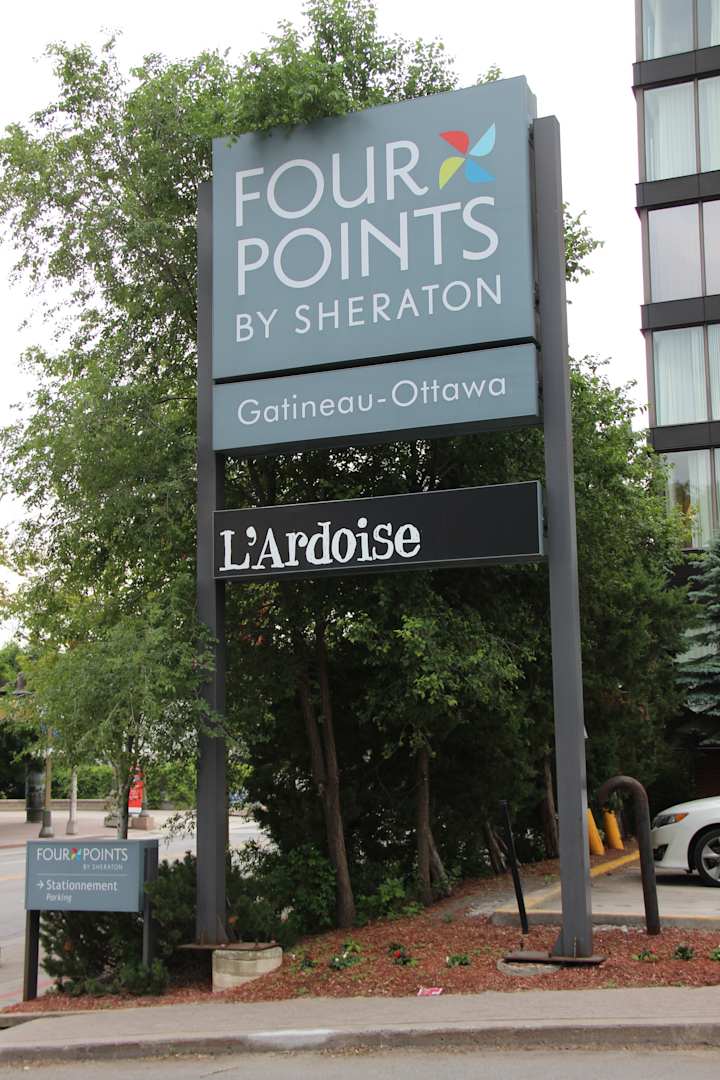 FOUR
POINTS
BY SHERATON
Gatineau-Ottawa
L'Ardoise
FOUR POINTS
BY SHERATON
→ Stationnement
Parking